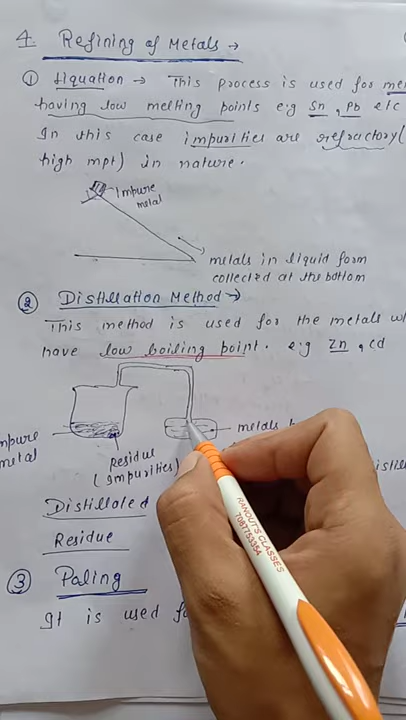 4. Refining of Metals →
① Liquation → This process is used for
having low melting points e.g Sn, Pb etc
In this case impurities are refractory(
high mpt) in nature.
Impure
metal
metals in liquid form
collected at the bottom
② Distillation Method →
This method is used for the metals
have low boiling point. e.g Zn, Cd
metals
Impure
metal
Residue
(Impurities)
Distillated
Residue
③ Poling
It is used
RANOUTS CLASSES
7087753354